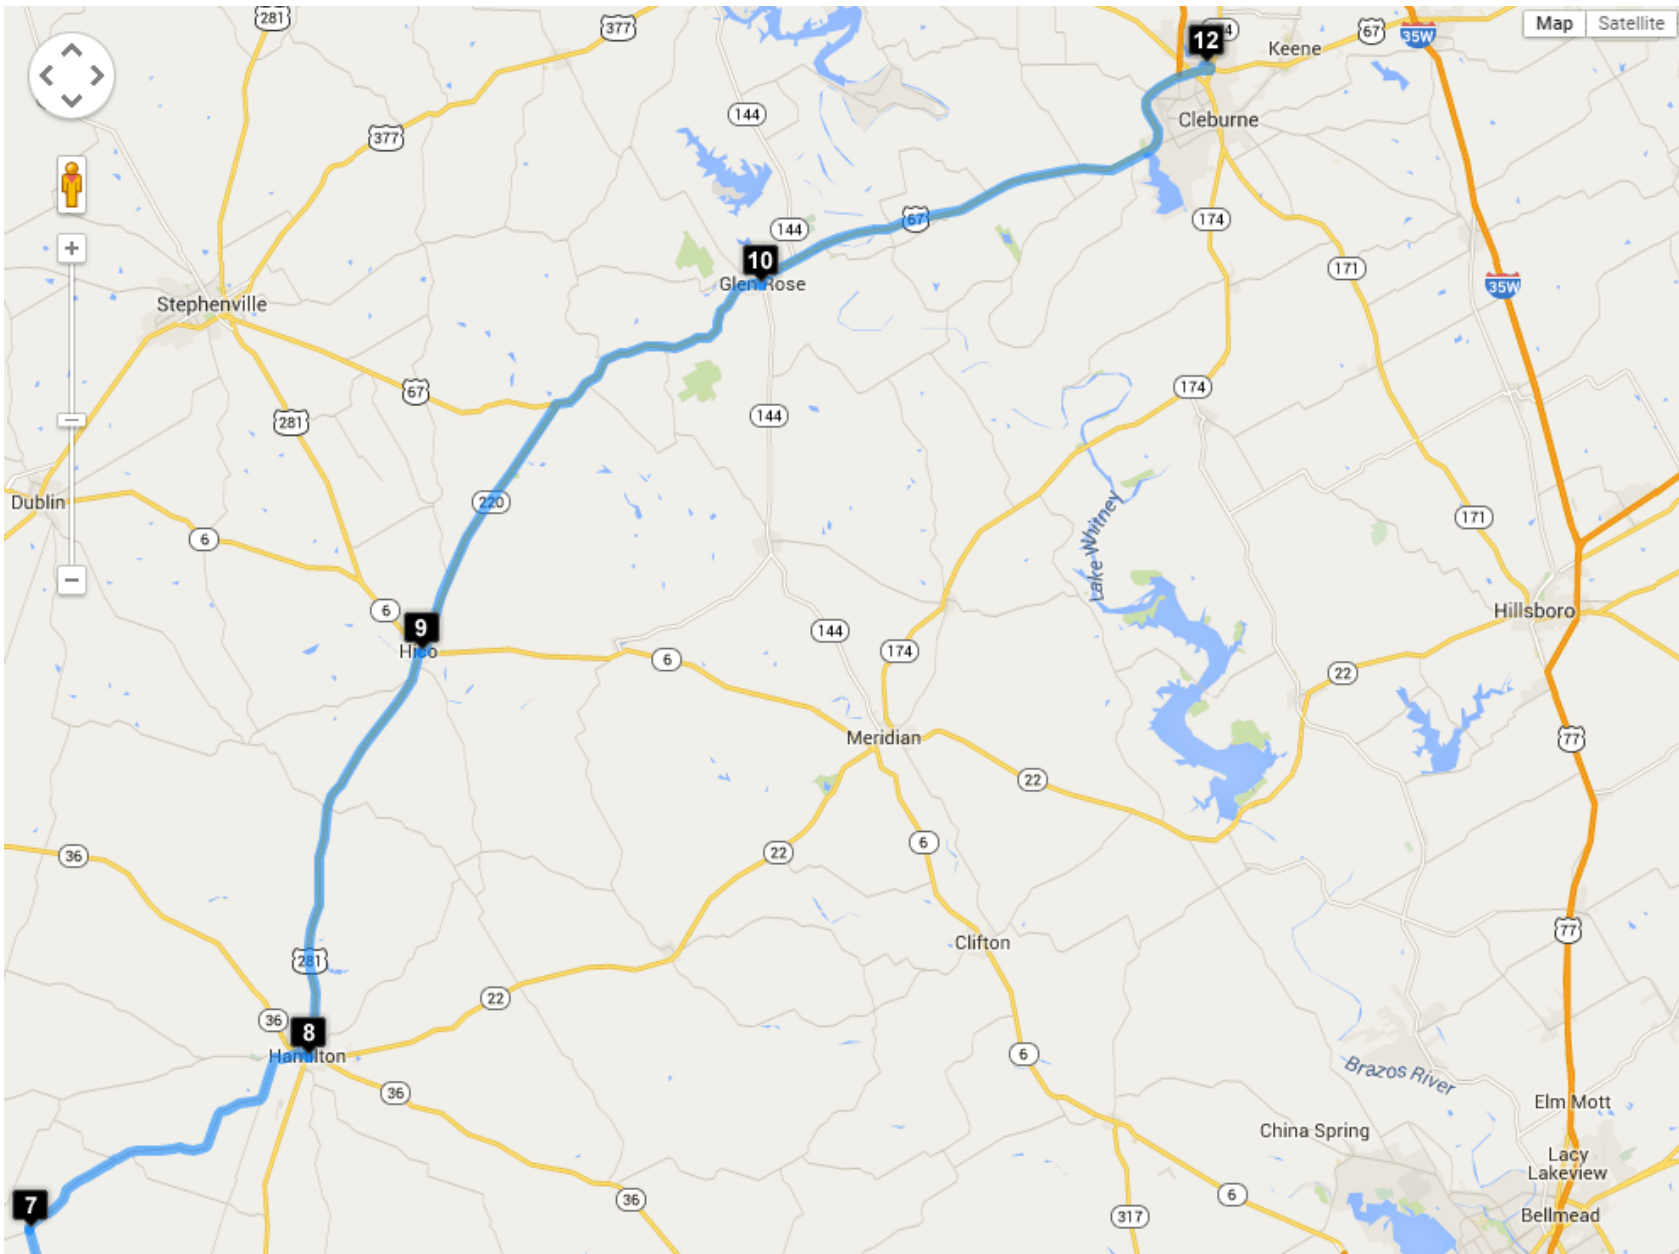 281
377
12
4
Keene
67
35W
Map
Satellite
144
377
Cleburne
174
67
144
10
Glen Rose
171
35W
Stephenville
67
174
281
144
Dublin
220
Lake Whitney
171
6
6
9
Hico
6
144
174
22
Hillsboro
Meridian
22
77
36
22
6
Clifton
77
281
22
36
8
Hamilton
36
6
Brazos River
Elm Mott
China Spring
Lacy
Lakeview
7
36
6
317
Bellmead